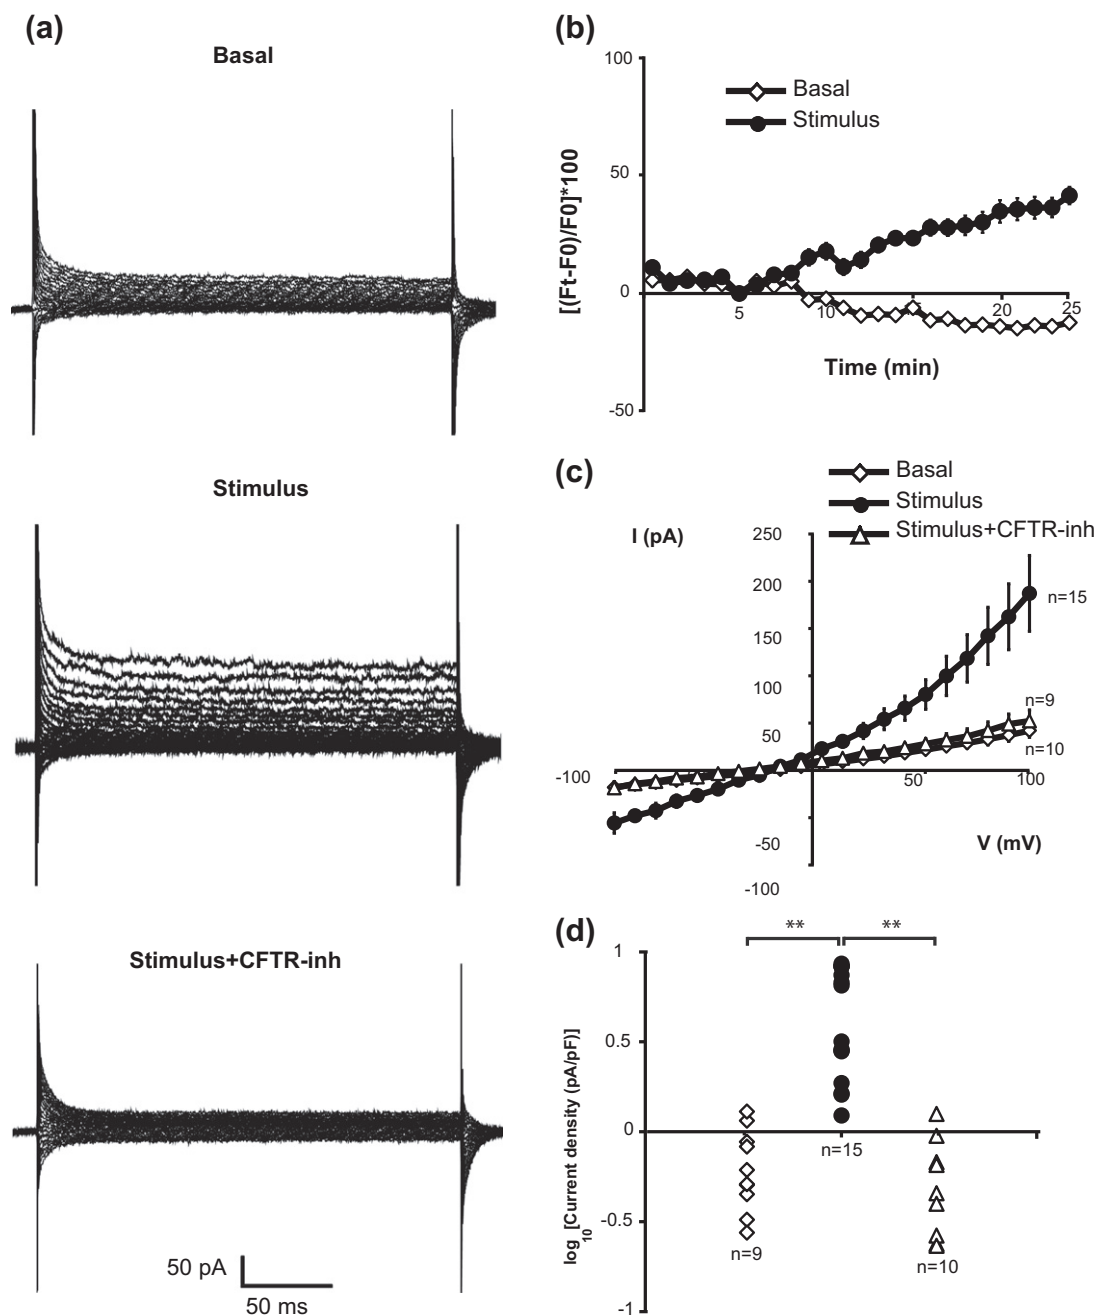 (a)
Basal
Stimulus
Stimulus+CFTR-inh
50 pA
50 ms
(b)
100
50
0
-50
[(Ft-F0)/F0]*100
Basal
Stimulus
5
10
20
25
Time (min)
(c)
Basal
Stimulus
Stimulus+CFTR-inh
I (pA)
250
200
150
100
50
-50
-100
-100
50
100
V (mV)
n=15
n=9
n=10
(d)
**
**
1
0.5
0
-0.5
-1
log10 [Current density (pA/pF)]
n=9
n=15
n=10